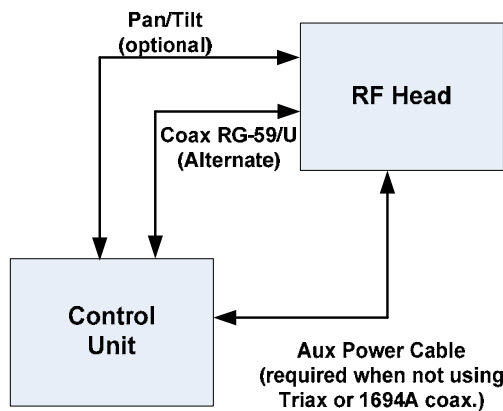 Pan/Tilt
(optional)
RF Head
Coax RG-59/U
(Alternate)
Control
Unit
Aux Power Cable
(required when not using
Triax or 1694A coax.)